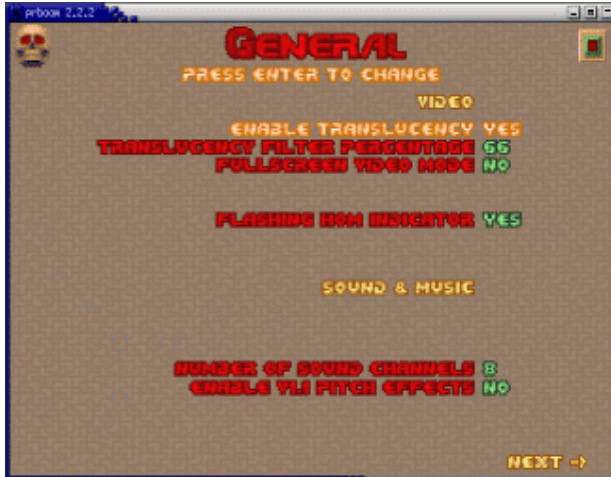 prboom 2.2.2
GENERAL
PRESS ENTER TO CHANGE
VIDEO
ENABLE TRANSLUCENCY YES
TRANSLUCENCY FILTER PERCENTAGE 66
FULLSCREEN VIDEO MODE NO
FLASHING HOM INDICATOR YES
SOUND & MUSIC
NUMBER OF SOUND CHANNELS 8
ENABLE V1.1 PITCH EFFECTS NO
NEXT ->